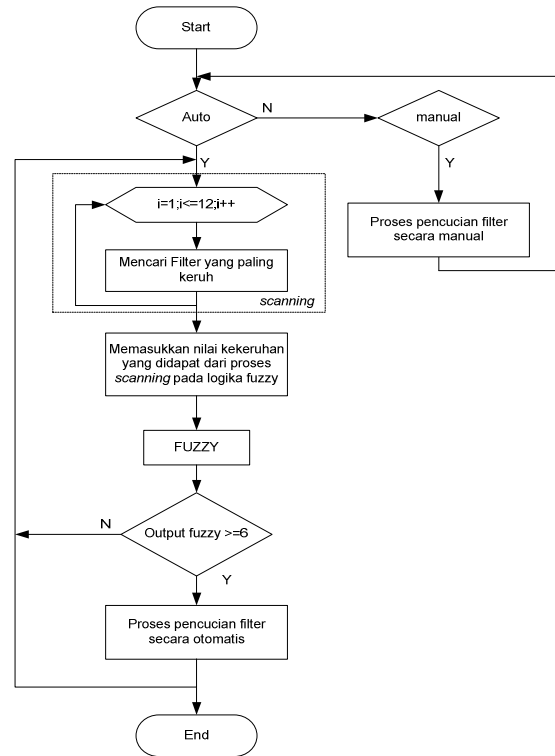 Start
Auto
N
manual
Y
Y
i=1;i<=12;i++
Proses pencucian filter
secara manual
Mencari Filter yang paling
keruh
scanning
Memasukkan nilai kekeruhan
yang didapat dari proses
scanning pada logika fuzzy
FUZZY
N
Output fuzzy >=6
Y
Proses pencucian filter
secara otomatis
End